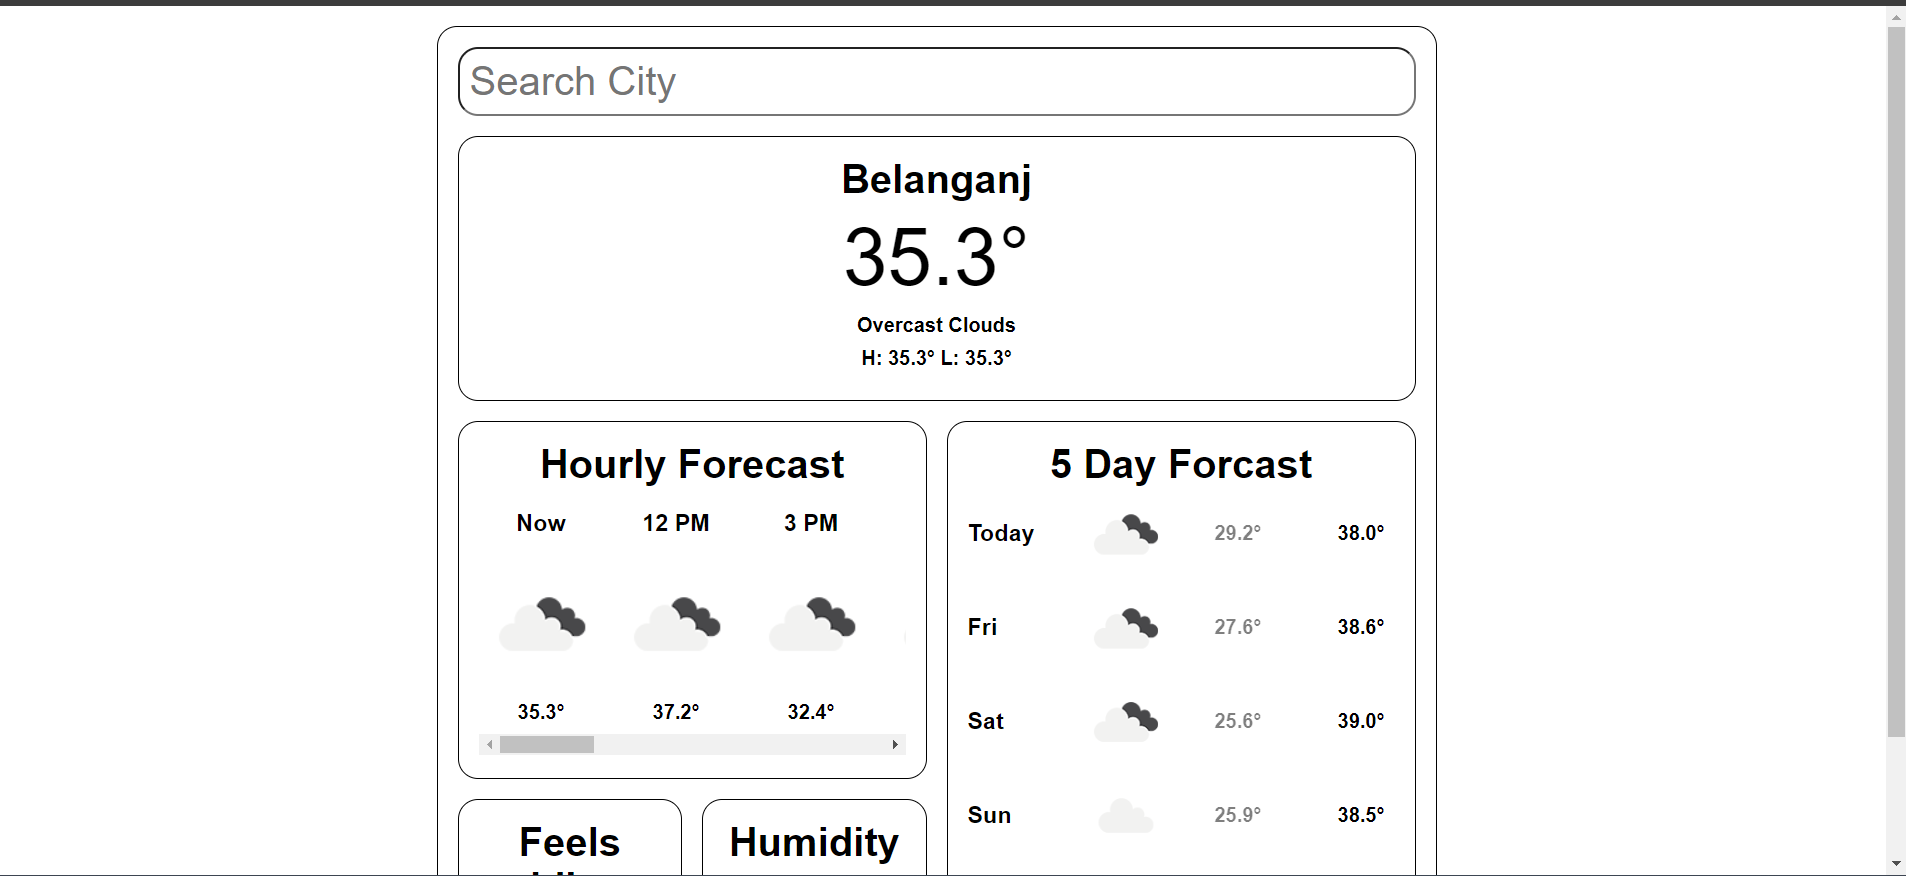 Search City
Belanganj
35.3°
Overcast Clouds
H: 35.3° L: 35.3°
Hourly Forecast
Now 12 PM 3 PM
35.3° 37.2° 32.4°
5 Day Forcast
Today 29.2° 38.0°
Fri 27.6° 38.6°
Sat 25.6° 39.0°
Sun 25.9° 38.5°
Feels
Humidity